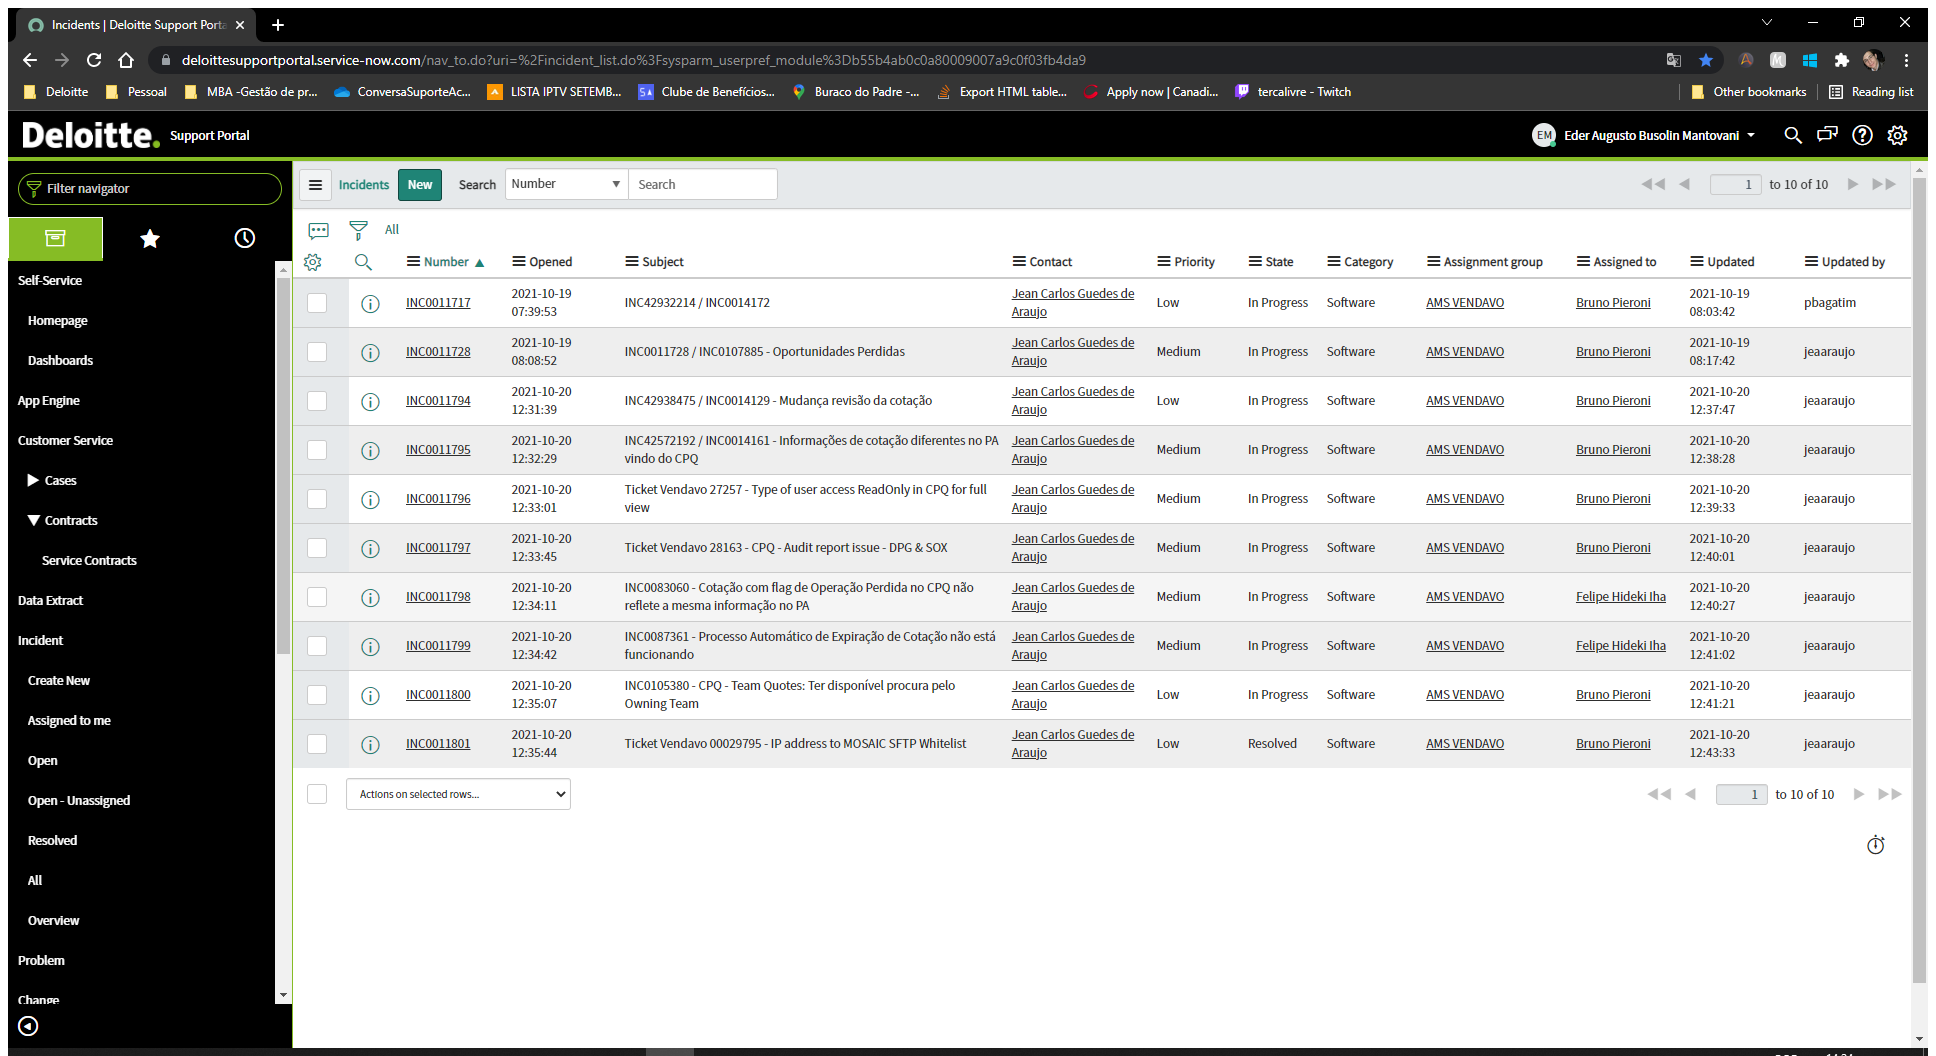 Incidents | Deloitte Support Porta
deloittesupportportal.service-now.com/nav_to.do?uri=%2Fincident_list.do%3Fsysparm_userpref_module%3Db55b4ab0c0a80009007a9c0f03fb4da9
Deloitte Pessoal MBA -Gestão de pr... ConversaSuporteAc... LISTA IPTV SETEMB... Clube de Benefícios... Buraco do Padre -... Export HTML table... Apply now | Canadi... tercalivre - Twitch Other bookmarks Reading list
Deloitte. Support Portal EM Eder Augusto Busolin Mantovani
Filter navigator
Self-Service
Homepage
Dashboards
App Engine
Customer Service
Cases
Contracts
Service Contracts
Data Extract
Incident
Create New
Assigned to me
Open
Open - Unassigned
Resolved
All
Overview
Problem
Change
Incidents New Search Number Search 1 to 10 of 10
All
Number Opened Subject Contact Priority State Category Assignment group Assigned to Updated Updated by
INC0011717 2021-10-19 07:39:53 INC42932214 / INC0014172 Jean Carlos Guedes de Araujo Low In Progress Software AMS VENDAVO Bruno Pieroni 2021-10-19 08:03:42 pbagatim
INC0011728 2021-10-19 08:08:52 INC0011728 / INC0107885 - Oportunidades Perdidas Jean Carlos Guedes de Araujo Medium In Progress Software AMS VENDAVO Bruno Pieroni 2021-10-19 08:17:42 jeaaraujo
INC0011794 2021-10-20 12:31:39 INC42938475 / INC0014129 - Mudança revisão da cotação Jean Carlos Guedes de Araujo Low In Progress Software AMS VENDAVO Bruno Pieroni 2021-10-20 12:37:47 jeaaraujo
INC0011795 2021-10-20 12:32:29 INC42572192 / INC0014161 - Informações de cotação diferentes no PA vindo do CPQ Jean Carlos Guedes de Araujo Medium In Progress Software AMS VENDAVO Bruno Pieroni 2021-10-20 12:38:28 jeaaraujo
INC0011796 2021-10-20 12:33:01 Ticket Vendavo 27257 - Type of user access ReadOnly in CPQ for full view Jean Carlos Guedes de Araujo Medium In Progress Software AMS VENDAVO Bruno Pieroni 2021-10-20 12:39:33 jeaaraujo
INC0011797 2021-10-20 12:33:45 Ticket Vendavo 28163 - CPQ - Audit report issue - DPG & SOX Jean Carlos Guedes de Araujo Medium In Progress Software AMS VENDAVO Bruno Pieroni 2021-10-20 12:40:01 jeaaraujo
INC0011798 2021-10-20 12:34:11 INC0083060 - Cotação com flag de Operação Perdida no CPQ não reflete a mesma informação no PA Jean Carlos Guedes de Araujo Medium In Progress Software AMS VENDAVO Felipe Hideki Iha 2021-10-20 12:40:27 jeaaraujo
INC0011799 2021-10-20 12:34:42 INC0087361 - Processo Automático de Expiração de Cotação não está funcionando Jean Carlos Guedes de Araujo Medium In Progress Software AMS VENDAVO Felipe Hideki Iha 2021-10-20 12:41:02 jeaaraujo
INC0011800 2021-10-20 12:35:07 INC0105380 - CPQ - Team Quotes: Ter disponível procura pelo Owning Team Jean Carlos Guedes de Araujo Low In Progress Software AMS VENDAVO Bruno Pieroni 2021-10-20 12:41:21 jeaaraujo
INC0011801 2021-10-20 12:35:44 Ticket Vendavo 00029795 - IP address to MOSAIC SFTP Whitelist Jean Carlos Guedes de Araujo Low Resolved Software AMS VENDAVO Bruno Pieroni 2021-10-20 12:43:33 jeaaraujo
Actions on selected rows... 1 to 10 of 10